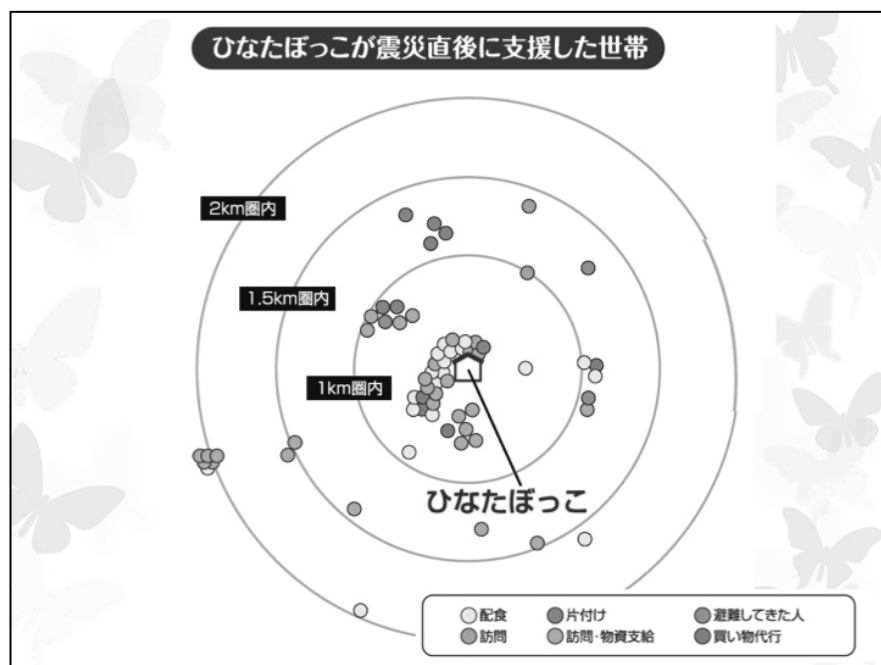 ひなたぼっこが震災直後に支援した世帯
2km圏内
1.5km圏内
1km圏内
ひなたぼっこ
配食
片付け
避難してきた人
訪問
訪問・物資支給
買い物代行